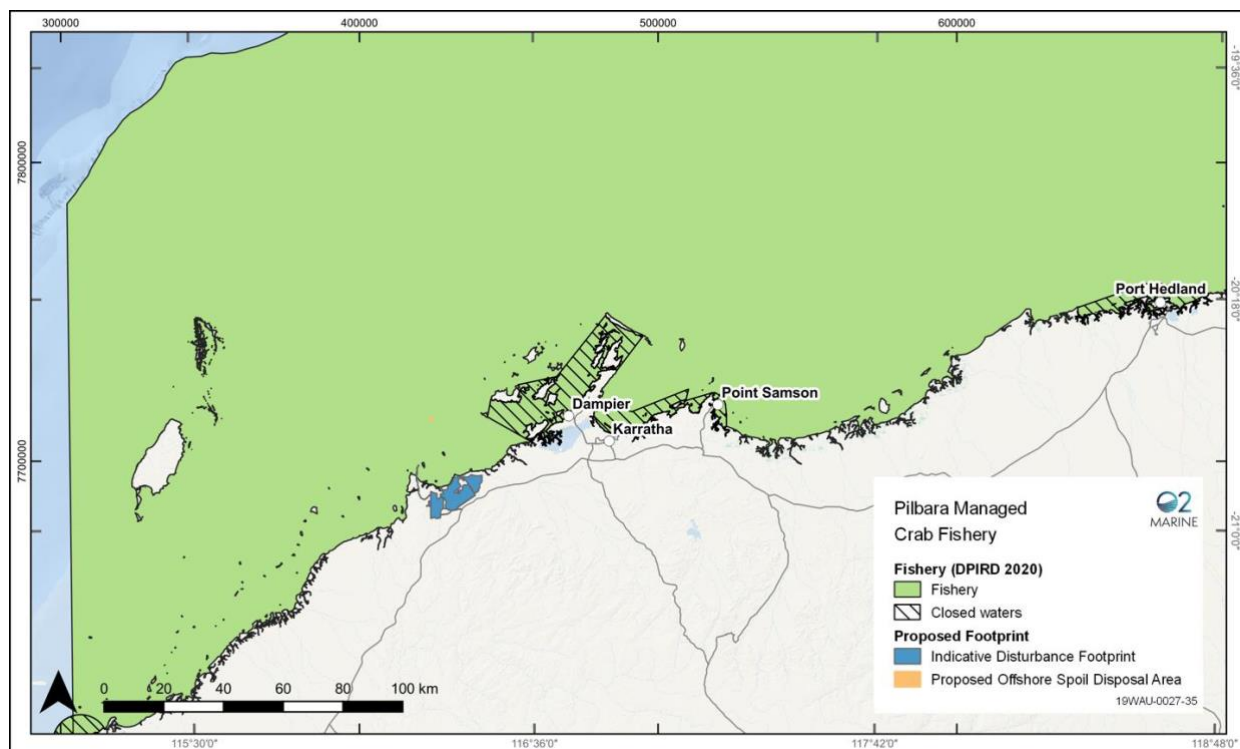 300000 400000 500000 600000
7800000
7700000
-19°36'0"
-20°18'0"
-21°0'0"
Port Hedland
Point Samson
Dampier
Karratha
Pilbara Managed
Crab Fishery
O2
MARINE
Fishery (DPIRD 2020)
Fishery
Closed waters
Proposed Footprint
Indicative Disturbance Footprint
Proposed Offshore Spoil Disposal Area
19WAU-0027-35
0 20 40 60 80 100 km
115°30'0" 116°36'0" 117°42'0" 118°48'0"